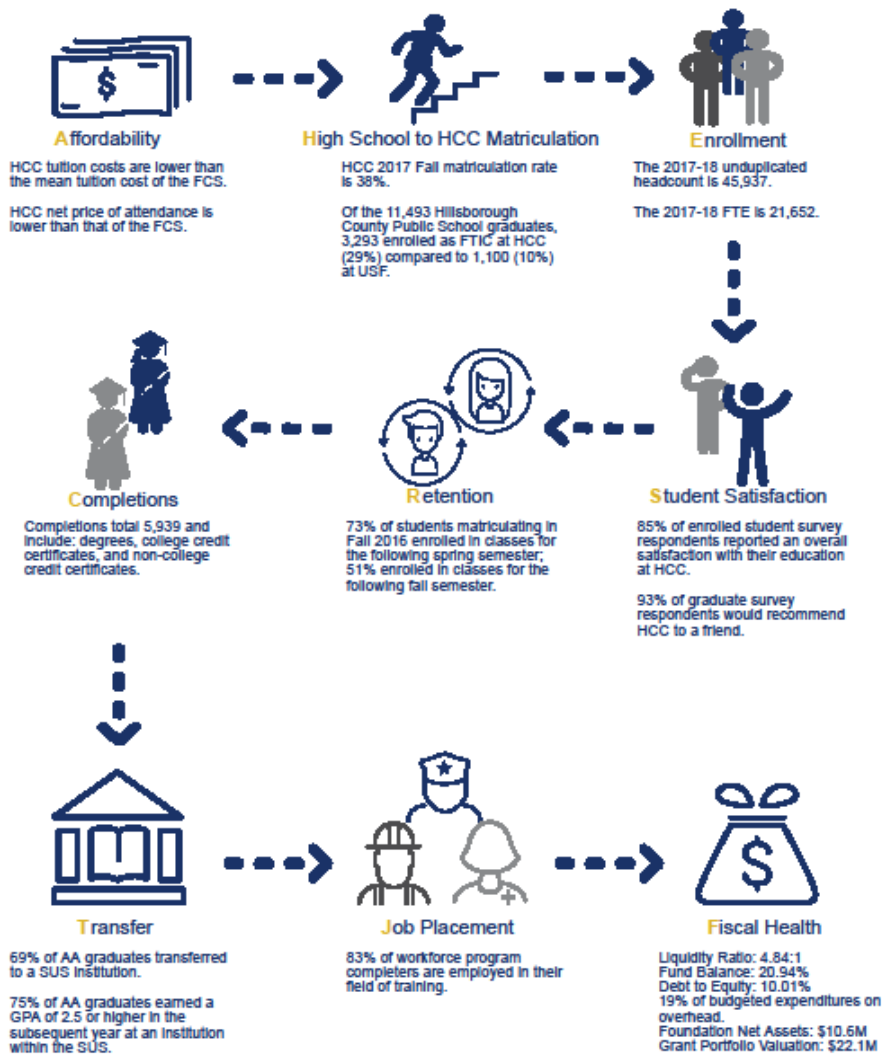 $
Affordability
HCC tuition costs are lower than
the mean tuition cost of the FCS.
HCC net price of attendance is
lower than that of the FCS.
High School to HCC Matriculation
HCC 2017 Fall matriculation rate
is 38%.
Of the 11,493 Hillsborough
County Public School graduates,
3,293 enrolled as FTIC at HCC
(29%) compared to 1,100 (10%)
at USF.
Enrollment
The 2017-18 unduplicated
headcount is 45,937.
The 2017-18 FTE is 21,652.
Student Satisfaction
85% of enrolled student survey
respondents reported an overall
satisfaction with their education
at HCC.
93% of graduate survey
respondents would recommend
HCC to a friend.
Retention
73% of students matriculating in
Fall 2016 enrolled in classes for
the following spring semester;
51% enrolled in classes for the
following fall semester.
Completions
Completions total 5,939 and
include: degrees, college credit
certificates, and non-college
credit certificates.
Transfer
69% of AA graduates transferred
to a SUS institution.
75% of AA graduates earned a
GPA of 2.5 or higher in the
subsequent year at an institution
within the SUS.
Job Placement
83% of workforce program
completers are employed in their
field of training.
$
Fiscal Health
Liquidity Ratio: 4.84:1
Fund Balance: 20.94%
Debt to Equity: 10.01%
19% of budgeted expenditures on
overhead.
Foundation Net Assets: $10.6M
Grant Portfolio Valuation: $22.1M